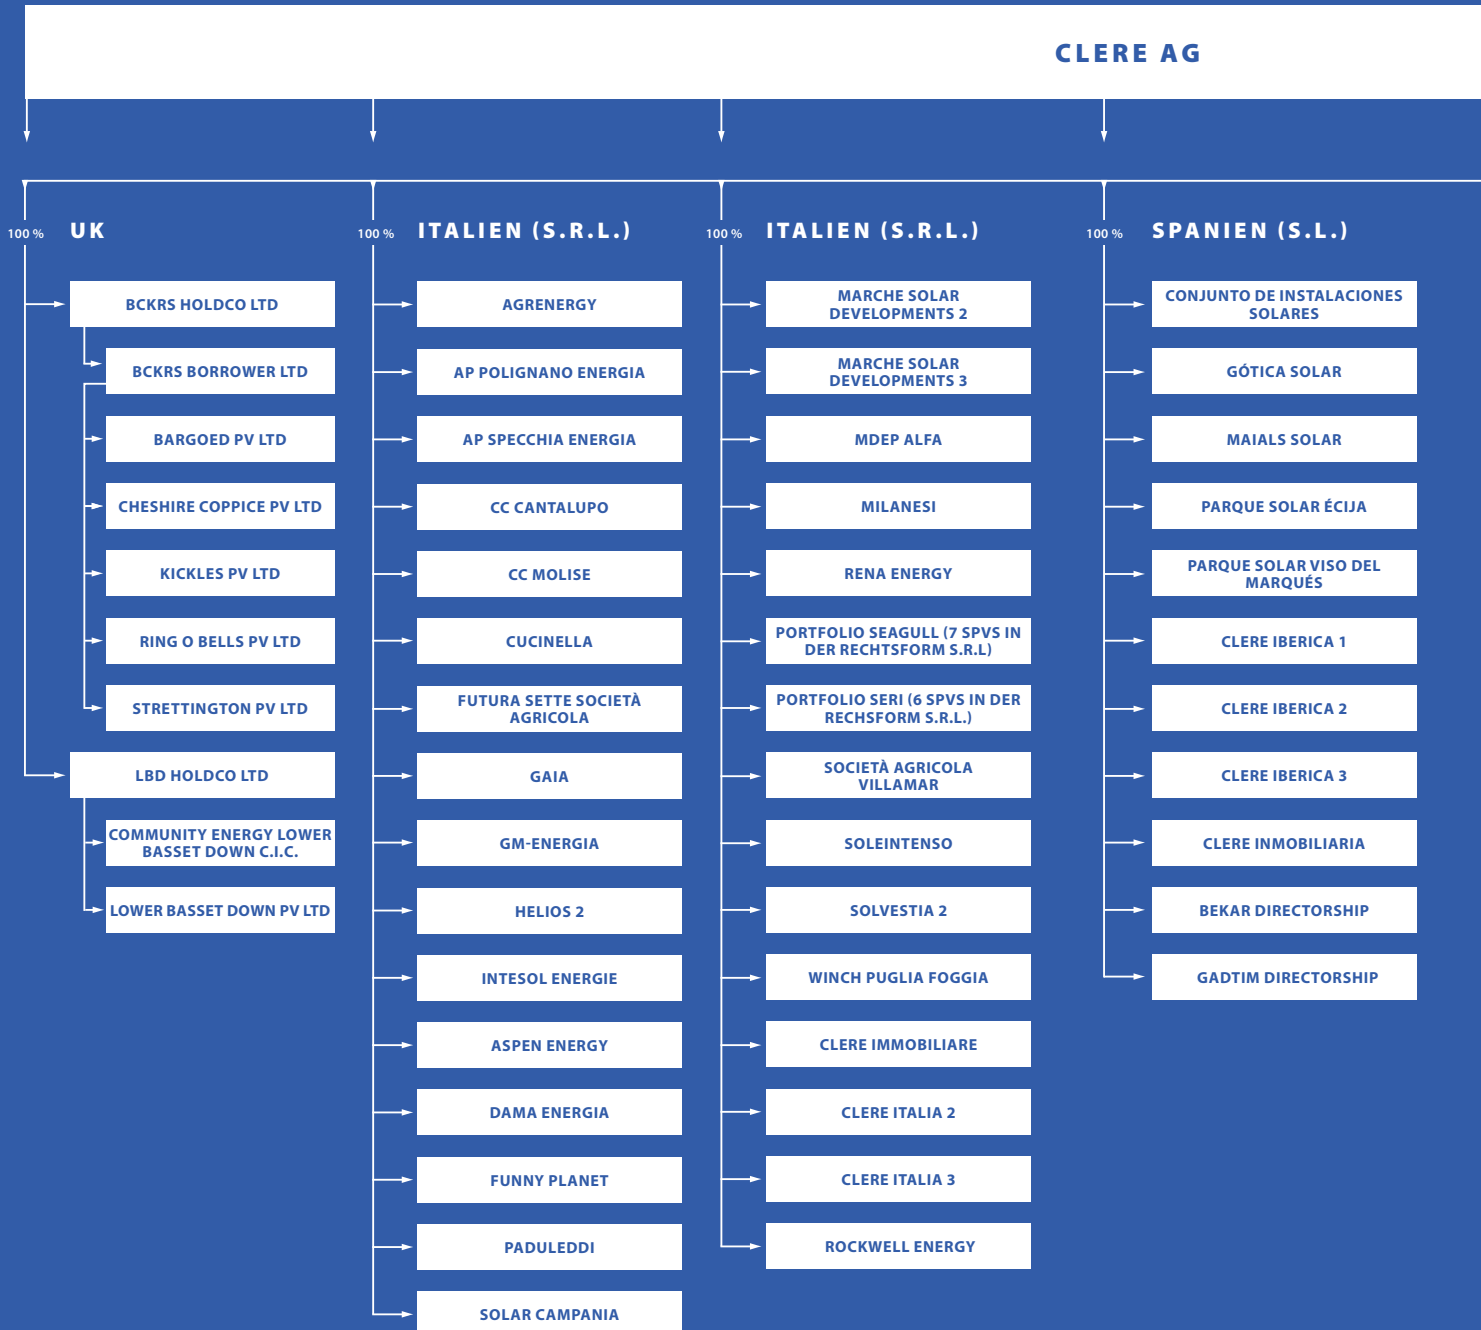 CLERE AG
100 %
UK
BCKRS HOLDCO LTD
BCKRS BORROWER LTD
BARGOED PV LTD
CHESHIRE COPPICE PV LTD
KICKLES PV LTD
RING O BELLS PV LTD
STRETTINGTON PV LTD
LBD HOLDCO LTD
COMMUNITY ENERGY LOWER
BASSET DOWN C.I.C.
LOWER BASSET DOWN PV LTD
100 %
ITALIEN (S.R.L.)
AGRENERGY
AP POLIGNANO ENERGIA
AP SPECCHIA ENERGIA
CC CANTALUPO
CC MOLISE
CUCINELLA
FUTURA SETTE SOCIETÀ
AGRICOLA
GAIA
GM-ENERGIA
HELIOS 2
INTESOL ENERGIE
ASPEN ENERGY
DAMA ENERGIA
FUNNY PLANET
PADULEDDI
SOLAR CAMPANIA
100 %
ITALIEN (S.R.L.)
MARCHE SOLAR
DEVELOPMENTS 2
MARCHE SOLAR
DEVELOPMENTS 3
MDEP ALFA
MILANESI
RENA ENERGY
PORTFOLIO SEAGULL (7 SPVS IN
DER RECHTSFORM S.R.L)
PORTFOLIO SERI (6 SPVS IN DER
RECHSFORM S.R.L.)
SOCIETÀ AGRICOLA
VILLAMAR
SOLEINTENSO
SOLVESTIA 2
WINCH PUGLIA FOGGIA
CLERE IMMOBILIARE
CLERE ITALIA 2
CLERE ITALIA 3
ROCKWELL ENERGY
100 %
SPANIEN (S.L.)
CONJUNTO DE INSTALACIONES
SOLARES
GÓTICA SOLAR
MAIALS SOLAR
PARQUE SOLAR ÉCIJA
PARQUE SOLAR VISO DEL
MARQUÉS
CLERE IBERICA 1
CLERE IBERICA 2
CLERE IBERICA 3
CLERE INMOBILIARIA
BEKAR DIRECTORSHIP
GADTIM DIRECTORSHIP